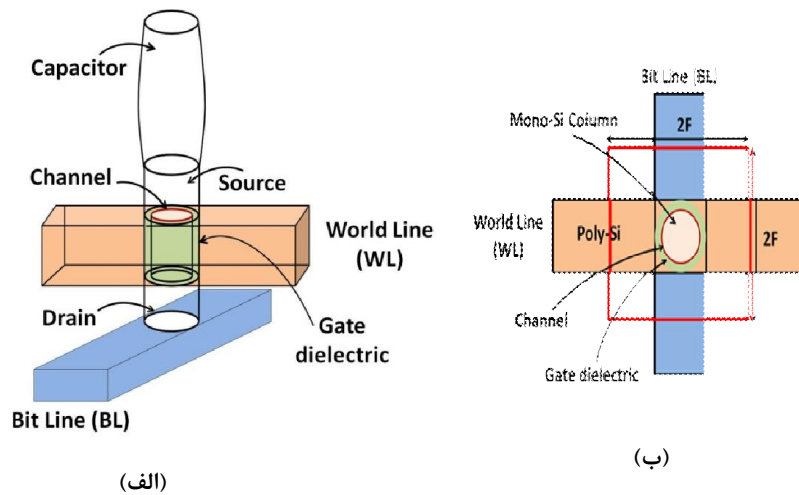 Capacitor
Channel
Source
World Line
(WL)
Drain
Gate
dielectric
Bit Line (BL)
(الف)
Bit Line (BL)
Mono-Si Column
2F
World Line
(WL)
Poly-Si
2F
Channel
Gate dielectric
(ب)